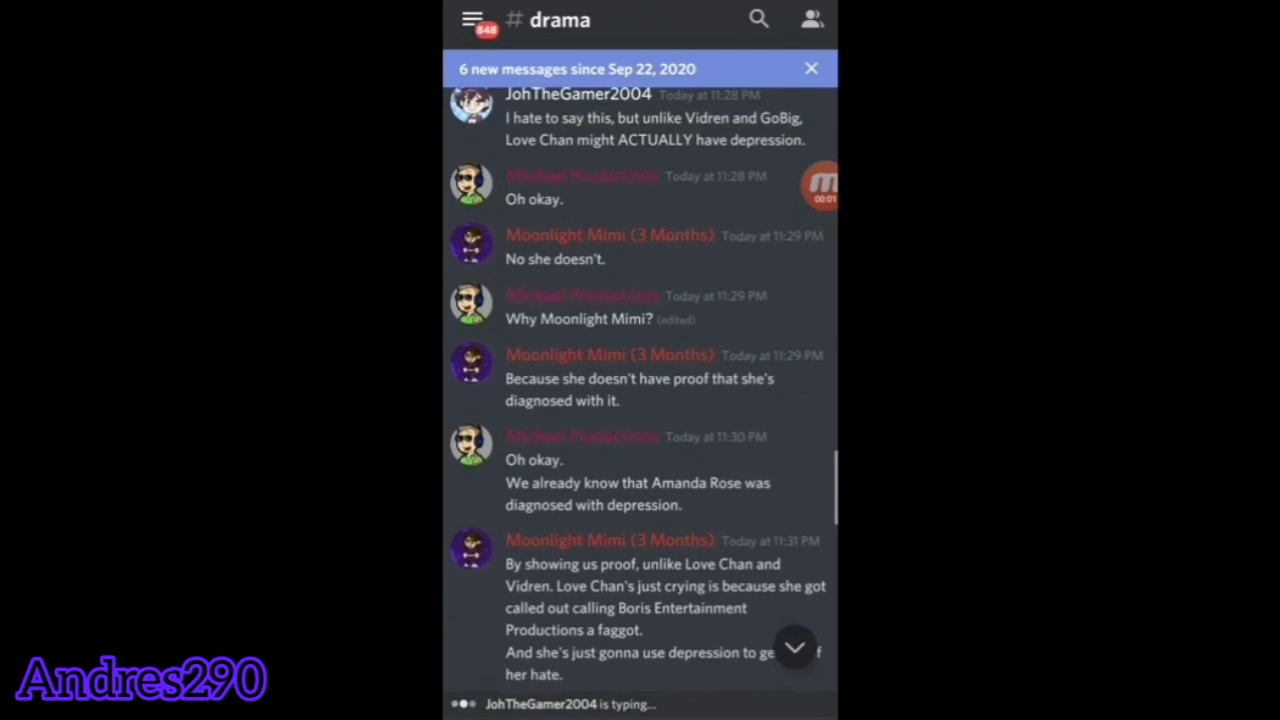 848
# drama
6 new messages since Sep 22, 2020
JohTheGamer2004 Today at 11:28 PM
I hate to say this, but unlike Vidren and GoBig,
Love Chan might ACTUALLY have depression.
Michael Productions Today at 11:28 PM
00:01
Oh okay.
Moonlight Mimi (3 Months) Today at 11:29 PM
No she doesn't.
Michael Productions Today at 11:29 PM
Why Moonlight Mimi? (edited)
Moonlight Mimi (3 Months) Today at 11:29 PM
Because she doesn't have proof that she's
diagnosed with it.
Michael Productions Today at 11:30 PM
Oh okay.
We already know that Amanda Rose was
diagnosed with depression.
Moonlight Mimi (3 Months) Today at 11:31 PM
By showing us proof, unlike Love Chan and
Vidren. Love Chan's just crying is because she got
called out calling Boris Entertainment
Productions a faggot.
And she's just gonna use depression to ge f
her hate.
JohTheGamer2004 is typing...
Andres290